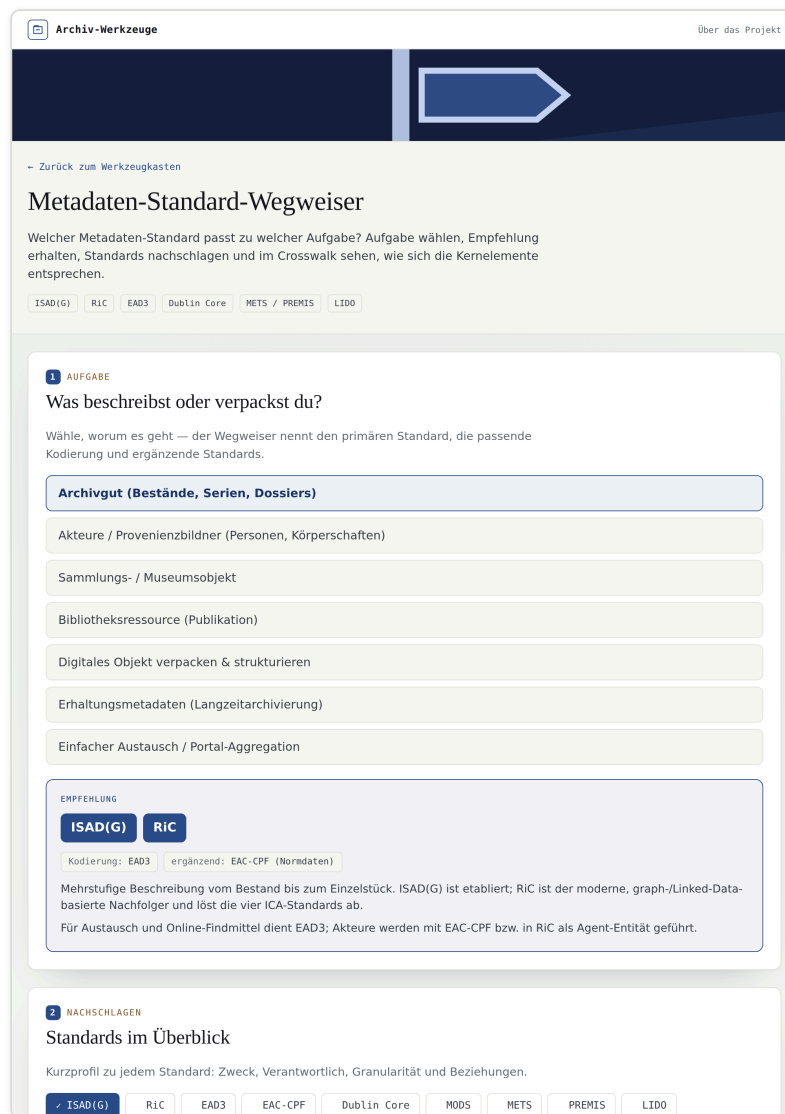 Archiv-Werkzeuge
Über das Projekt
← Zurück zum Werkzeugkasten
Metadaten-Standard-Wegweiser
Welcher Metadaten-Standard passt zu welcher Aufgabe? Aufgabe wählen, Empfehlung
erhalten, Standards nachschlagen und im Crosswalk sehen, wie sich die Kernelemente
entsprechen.
ISAD(G) RiC EAD3 Dublin Core METS / PREMIS LIDO
1 AUFGABE
Was beschreibst oder verpackst du?
Wähle, worum es geht — der Wegweiser nennt den primären Standard, die passende
Kodierung und ergänzende Standards.
Archivgut (Bestände, Serien, Dossiers)
Akteure / Provenienzbildner (Personen, Körperschaften)
Sammlungs- / Museumsobjekt
Bibliotheksressource (Publikation)
Digitales Objekt verpacken & strukturieren
Erhaltungsmetadaten (Langzeitarchivierung)
Einfacher Austausch / Portal-Aggregation
EMPFEHLUNG
ISAD(G) RiC
Kodierung: EAD3 ergänzend: EAC-CPF (Normdaten)
Mehrstufige Beschreibung vom Bestand bis zum Einzelstück. ISAD(G) ist etabliert; RiC ist der moderne, graph-/Linked-Data-
basierte Nachfolger und löst die vier ICA-Standards ab.
Für Austausch und Online-Findmittel dient EAD3; Akteure werden mit EAC-CPF bzw. in RiC als Agent-Entität geführt.
2 NACHSCHLAGEN
Standards im Überblick
Kurzprofil zu jedem Standard: Zweck, Verantwortlich, Granularität und Beziehungen.
✓ ISAD(G) RiC EAD3 EAC-CPF Dublin Core MODS METS PREMIS LIDO